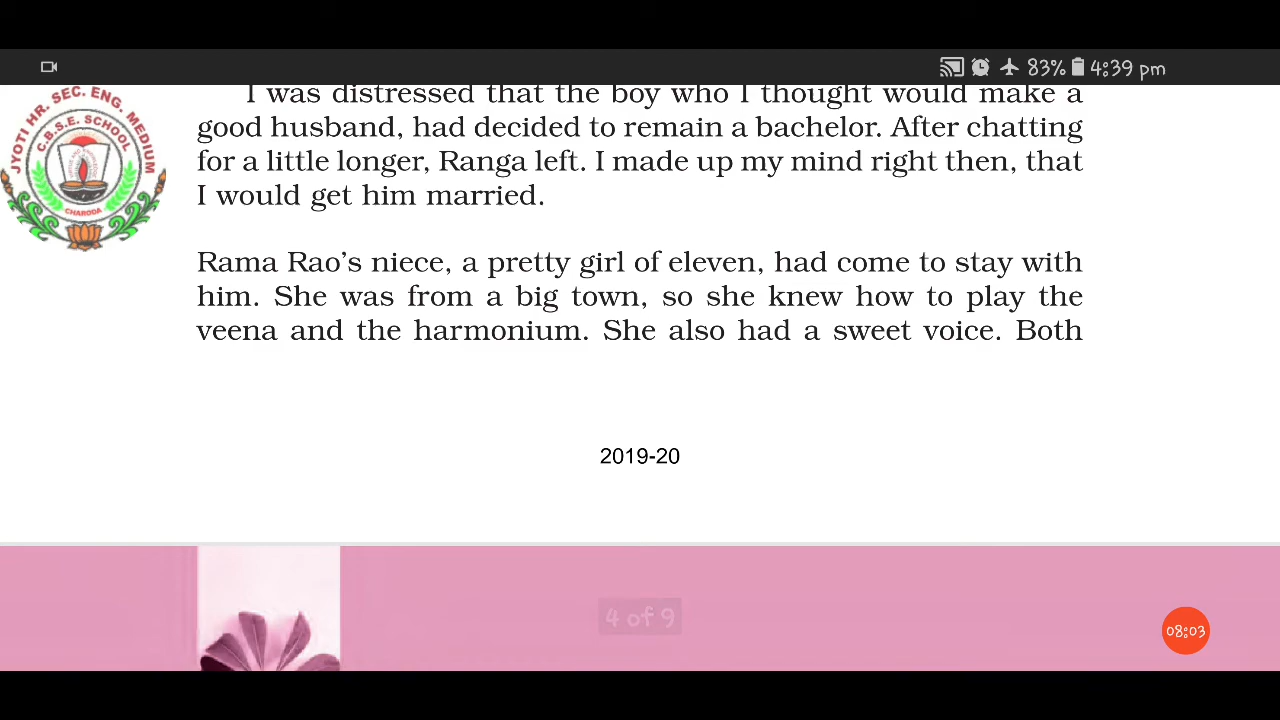 83% 4:39 pm
JYOTI HR. SEC. ENG. MEDIUM
C.B.S.E. SCHOOL
CHARODA
I was distressed that the boy who I thought would make a
good husband, had decided to remain a bachelor. After chatting
for a little longer, Ranga left. I made up my mind right then, that
I would get him married.
Rama Rao’s niece, a pretty girl of eleven, had come to stay with
him. She was from a big town, so she knew how to play the
veena and the harmonium. She also had a sweet voice. Both
2019-20
4 of 9
08:03